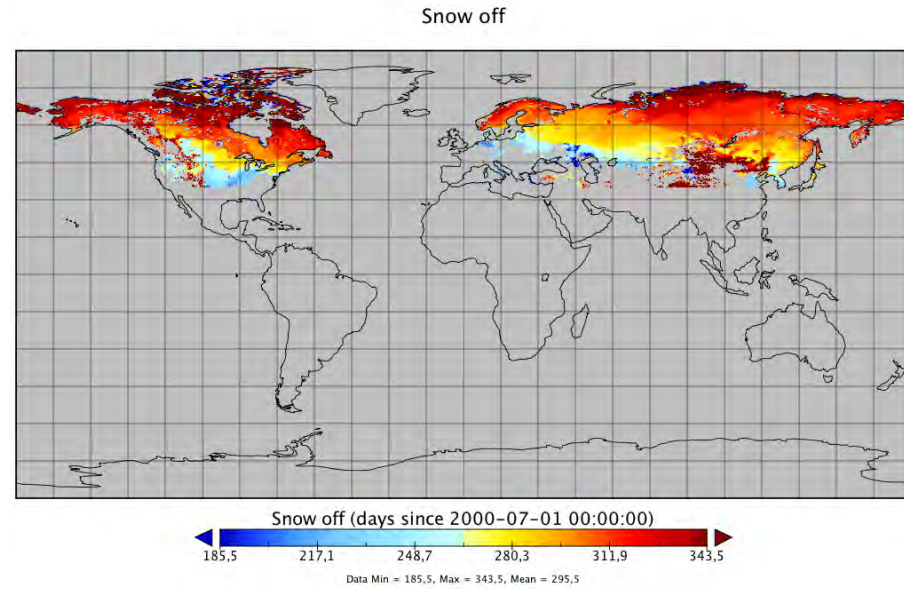 Snow off
Snow off (days since 2000-07-01 00:00:00)
185,5 217,1 248,7 280,3 311,9 343,5
Data Min = 185,5, Max = 343,5, Mean = 295,5